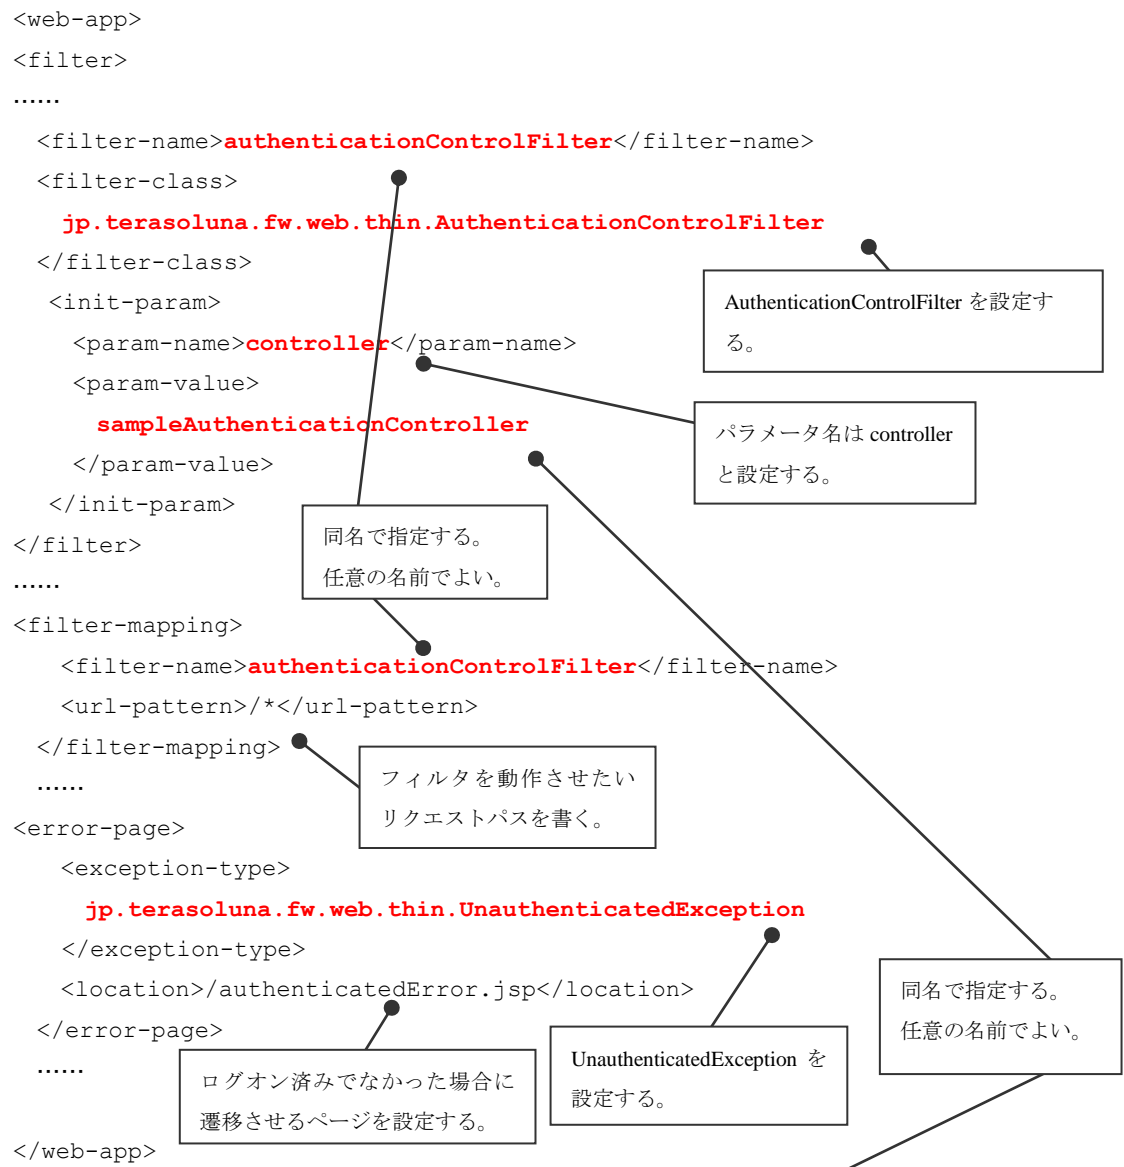 <web-app>
<filter>
……
<filter-name>authenticationControlFilter</filter-name>
<filter-class>
jp.terasoluna.fw.web.thin.AuthenticationControlFilter
</filter-class>
AuthenticationControlFilter を設定す
る。
<init-param>
<param-name>controller</param-name>
<param-value>
sampleAuthenticationController
</param-value>
</init-param>
パラメータ名は controller
と設定する。
</filter>
同名で指定する。
任意の名前でよい。
……
<filter-mapping>
<filter-name>authenticationControlFilter</filter-name>
<url-pattern>/*</url-pattern>
</filter-mapping>
フィルタを動作させたい
リクエストパスを書く。
……
<error-page>
<exception-type>
jp.terasoluna.fw.web.thin.UnauthenticatedException
</exception-type>
<location>/authenticatedError.jsp</location>
</error-page>
同名で指定する。
任意の名前でよい。
UnauthenticatedException を
設定する。
……
ログオン済みでなかった場合に
遷移させるページを設定する。
</web-app>